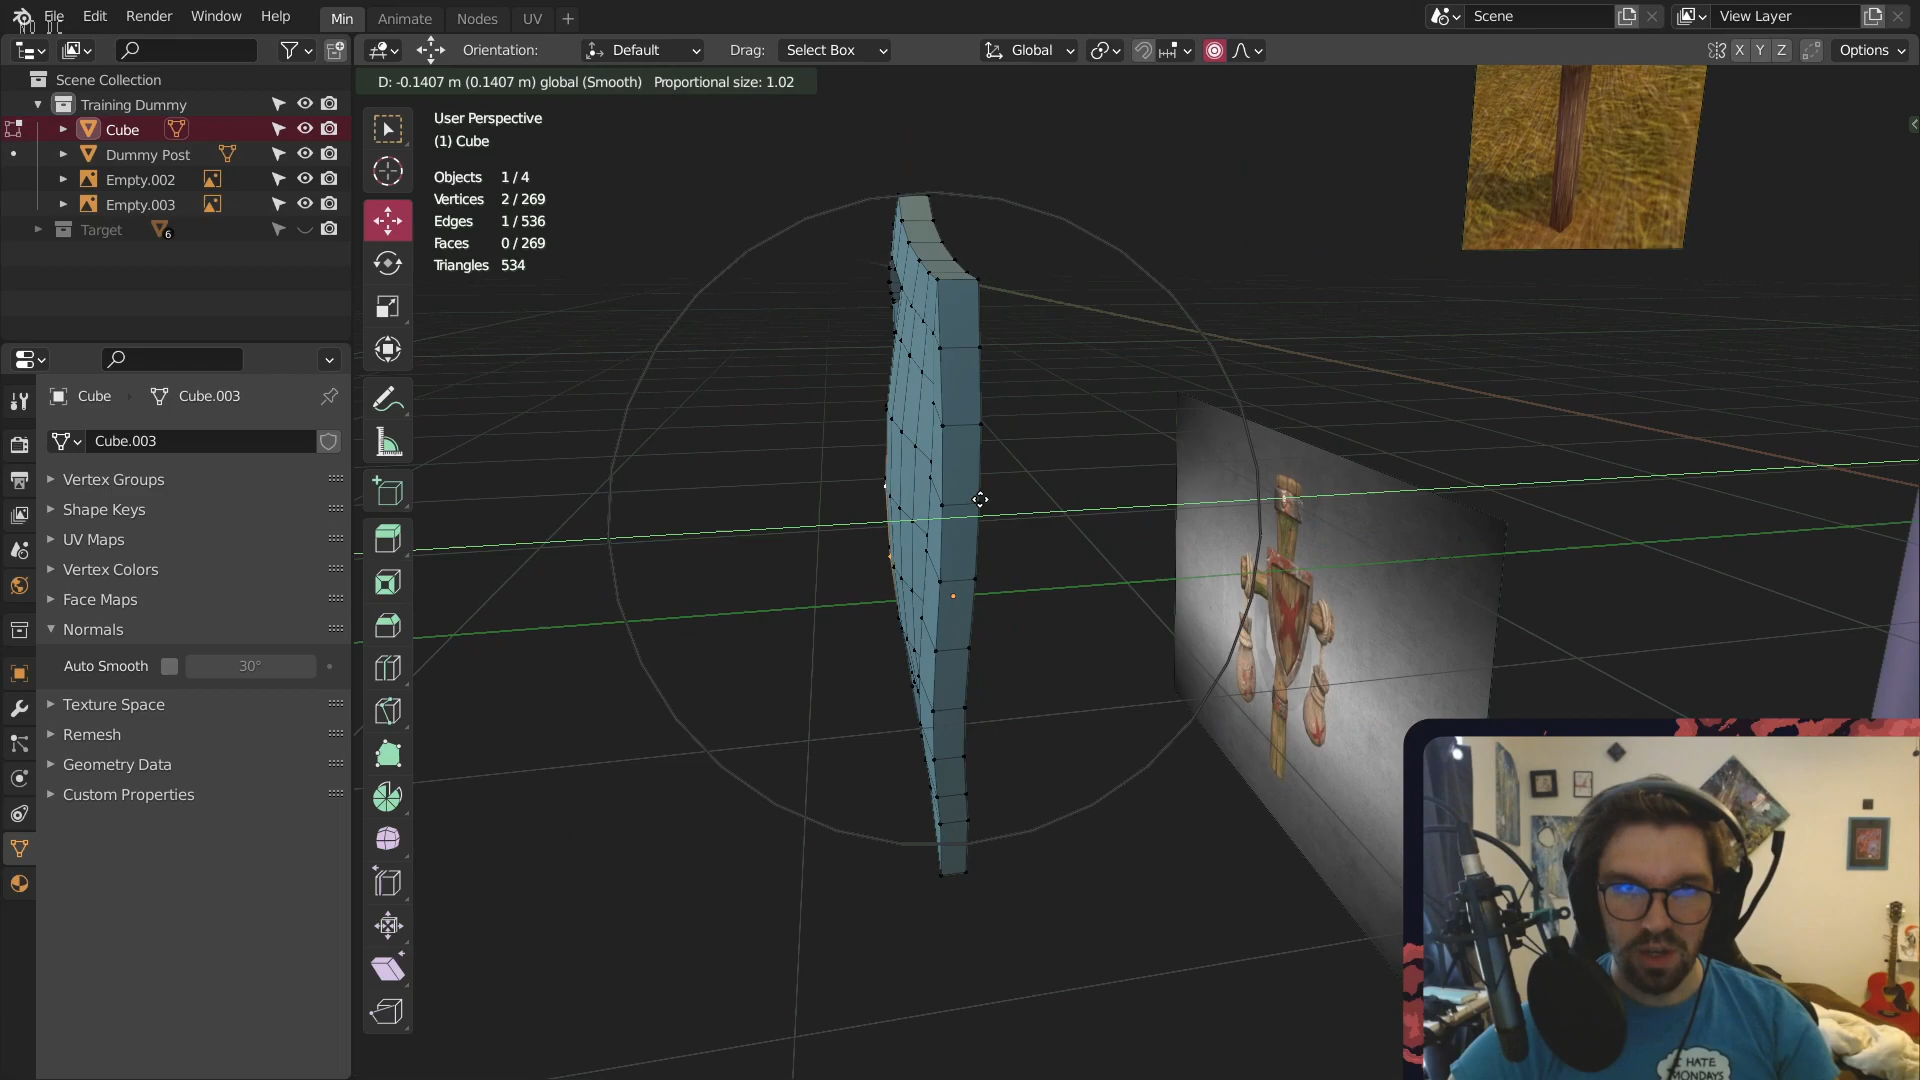 File Edit Render Window Help Min Animate Nodes UV + Scene View Layer
Orientation: Default Drag: Select Box Global X Y Z Options
D: -0.1407 m (0.1407 m) global (Smooth) Proportional size: 1.02
Scene Collection
Training Dummy
Cube
Dummy Post
Empty.002
Empty.003
Target 6
User Perspective
(1) Cube
Objects 1 / 4
Vertices 2 / 269
Edges 1 / 536
Faces 0 / 269
Triangles 534
Cube Cube.003
Cube.003
Vertex Groups
Shape Keys
UV Maps
Vertex Colors
Face Maps
Normals
Auto Smooth 30°
Texture Space
Remesh
Geometry Data
Custom Properties
I HATE
MONDAYS